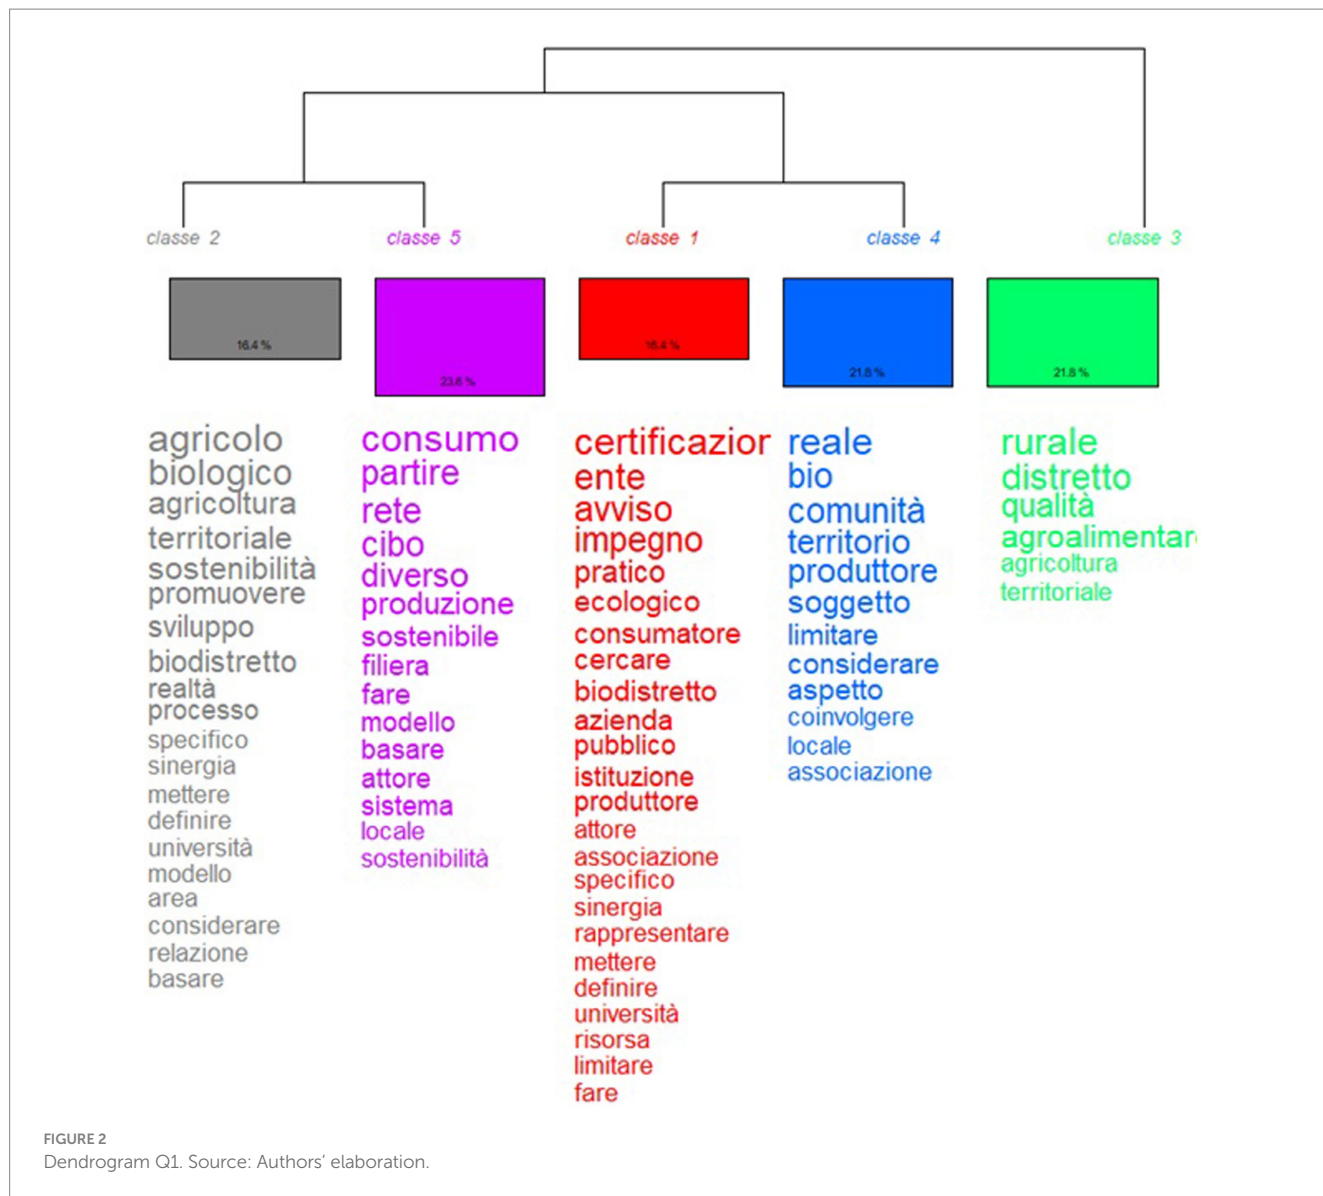 classe 2
classe 5
classe 1
classe 4
classe 3
16.4 %
23.6 %
16.4 %
21.8 %
21.8 %
agricolo
biologico
agricoltura
territoriale
sostenibilità
promuovere
sviluppo
biodistretto
realtà
processo
specifico
sinergia
mettere
definire
università
modello
area
considerare
relazione
basare
consumo
partire
rete
cibo
diverso
produzione
sostenibile
filiera
fare
modello
basare
attore
sistema
locale
sostenibilità
certificazior
ente
avviso
impegno
pratico
ecologico
consumatore
cercare
biodistretto
azienda
pubblico
istituzione
produttore
attore
associazione
specifico
sinergia
rappresentare
mettere
definire
università
risorsa
limitare
fare
reale
bio
comunità
territorio
produttore
soggetto
limitare
considerare
aspetto
coinvolgere
locale
associazione
rurale
distretto
qualità
agroalimentar
agricoltura
territoriale
FIGURE 2
Dendrogram Q1. Source: Authors’ elaboration.